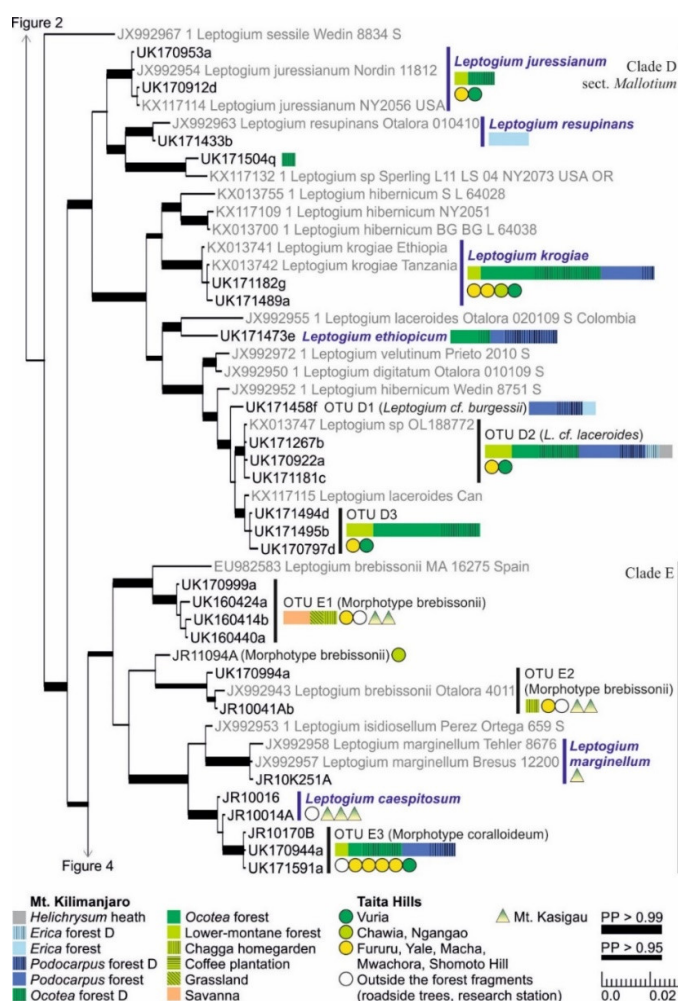 Figure 2
JX992967 1 Leptogium sessile Wedin 8834 S
UK170953a
JX992954 Leptogium juressianum Nordin 11812
UK170912d
KX117114 Leptogium juressianum NY2056 USA
Leptogium juressianum
Clade D
sect. Mallotium
JX992963 Leptogium resupinans Otalora 010410
UK171433b
Leptogium resupinans
UK171504q
KX117132 1 Leptogium sp Sperling L11 LS 04 NY2073 USA OR
KX013755 1 Leptogium hibernicum S L 64028
KX117109 1 Leptogium hibernicum NY2051
KX013700 1 Leptogium hibernicum BG BG L 64038
KX013741 Leptogium krogiae Ethiopia
KX013742 Leptogium krogiae Tanzania
UK171182g
UK171489a
Leptogium krogiae
JX992955 1 Leptogium laceroides Otalora 020109 S Colombia
UK171473e Leptogium ethiopicum
JX992972 1 Leptogium velutinum Prieto 2010 S
JX992950 1 Leptogium digitatum Otalora 010109 S
JX992952 1 Leptogium hibernicum Wedin 8751 S
UK171458f OTU D1 (Leptogium cf. burgessii)
KX013747 Leptogium sp OL188772
UK171267b
UK170922a
UK171181c
OTU D2 (L. cf. laceroides)
KX117115 Leptogium laceroides Can
UK171494d
UK171495b
UK170797d
OTU D3
EU982583 Leptogium brebissonii MA 16275 Spain
Clade E
UK170999a
UK160424a
UK160414b
UK160440a
OTU E1 (Morphotype brebissonii)
JR11094A (Morphotype brebissonii)
UK170994a
JX992943 Leptogium brebissonii Otalora 4011
JR10041Ab
OTU E2
(Morphotype brebissonii)
JX992953 1 Leptogium isidiosellum Perez Ortega 659 S
JX992958 Leptogium marginellum Tehler 8676
JX992957 Leptogium marginellum Bresus 12200
JR10K251A
Leptogium
marginellum
JR10016
JR10014A
Leptogium caespitosum
JR10170B
UK170944a
UK171591a
OTU E3 (Morphotype coralloideum)
Figure 4
Mt. Kilimanjaro
Helichrysum heath
Erica forest D
Erica forest
Podocarpus forest D
Podocarpus forest
Ocotea forest D
Ocotea forest
Lower-montane forest
Chagga homegarden
Coffee plantation
Grassland
Savanna
Taita Hills
Vuria
Chawia, Ngangao
Fururu, Yale, Macha,
Mwachora, Shomoto Hill
Outside the forest fragments
(roadside trees, research station)
Mt. Kasigau
PP > 0.99
PP > 0.95
0.0 0.02